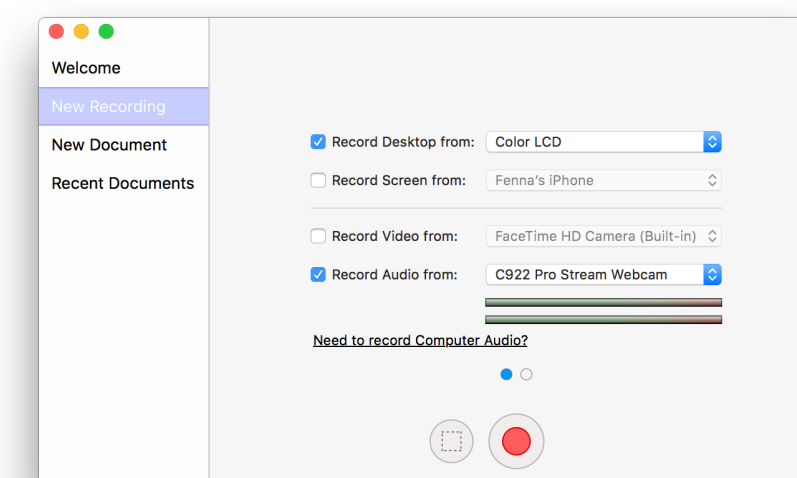 Welcome
New Recording
New Document
Recent Documents
Record Desktop from: Color LCD
Record Screen from: Fenna's iPhone
Record Video from: FaceTime HD Camera (Built-in)
Record Audio from: C922 Pro Stream Webcam
Need to record Computer Audio?